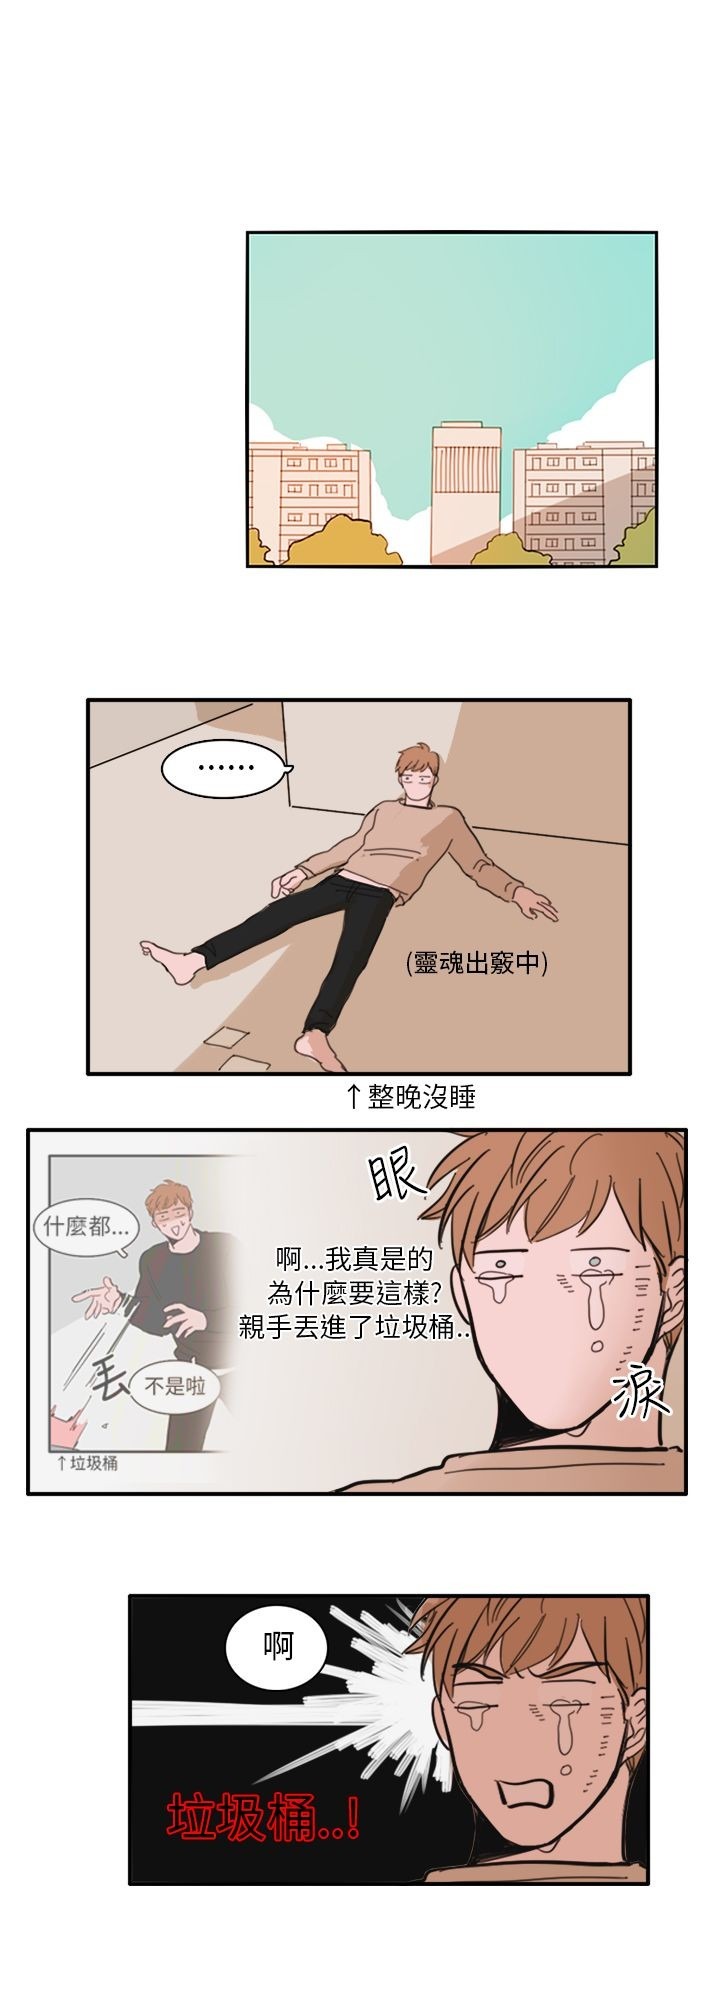 ......
(靈魂出竅中)
↑整晚沒睡
眼
什麼都...
啊...我真是的
為什麼要這樣?
親手丟進了垃圾桶..
丟
不是啦
淚
↑垃圾桶
啊
垃圾桶..!